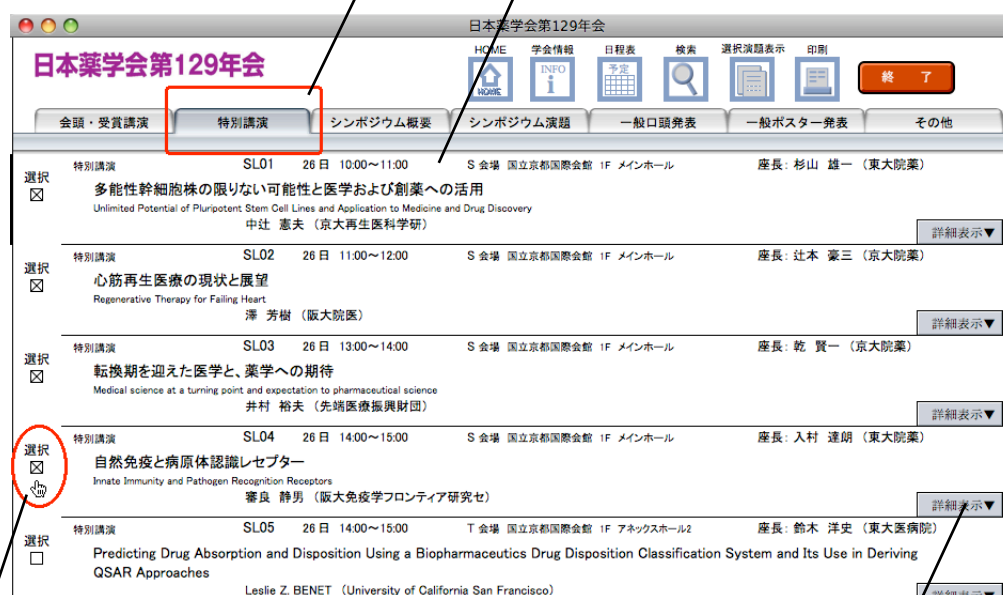 日本薬学会第129年会
日本薬学会第129年会
HOME 学会情報 日程表 検索 選択演題表示 印刷
HOME INFO 予定
終 了
会頭・受賞講演 特別講演 シンポジウム概要 シンポジウム演題 一般口頭発表 一般ポスター発表 その他
特別講演 SL01 26日 10:00～11:00 S 会場 国立京都国際会館 1F メインホール 座長: 杉山 雄一 (東大院薬)
選択
多能性幹細胞株の限りない可能性と医学および創薬への活用
Unlimited Potential of Pluripotent Stem Cell Lines and Application to Medicine and Drug Discovery
中辻 憲夫 (京大再生医科学研)
詳細表示▼
特別講演 SL02 26日 11:00～12:00 S 会場 国立京都国際会館 1F メインホール 座長: 辻本 豪三 (京大院薬)
選択
心筋再生医療の現状と展望
Regenerative Therapy for Failing Heart
澤 芳樹 (阪大院医)
詳細表示▼
特別講演 SL03 26日 13:00～14:00 S 会場 国立京都国際会館 1F メインホール 座長: 乾 賢一 (京大院薬)
選択
転換期を迎えた医学と、薬学への期待
Medical science at a turning point and expectation to pharmaceutical science
井村 裕夫 (先端医療振興財団)
詳細表示▼
特別講演 SL04 26日 14:00～15:00 S 会場 国立京都国際会館 1F メインホール 座長: 入村 達朗 (東大院薬)
選択
自然免疫と病原体認識レセプター
Innate Immunity and Pathogen Recognition Receptors
審良 静男 (阪大免疫学フロンティア研究セ)
詳細表示▼
特別講演 SL05 26日 14:00～15:00 T 会場 国立京都国際会館 1F アネックスホール2 座長: 鈴木 洋史 (東大医病院)
選択
Predicting Drug Absorption and Disposition Using a Biopharmaceutics Drug Disposition Classification System and Its Use in Deriving
QSAR Approaches
Leslie Z. BENET (University of California San Francisco)
詳細表示▼